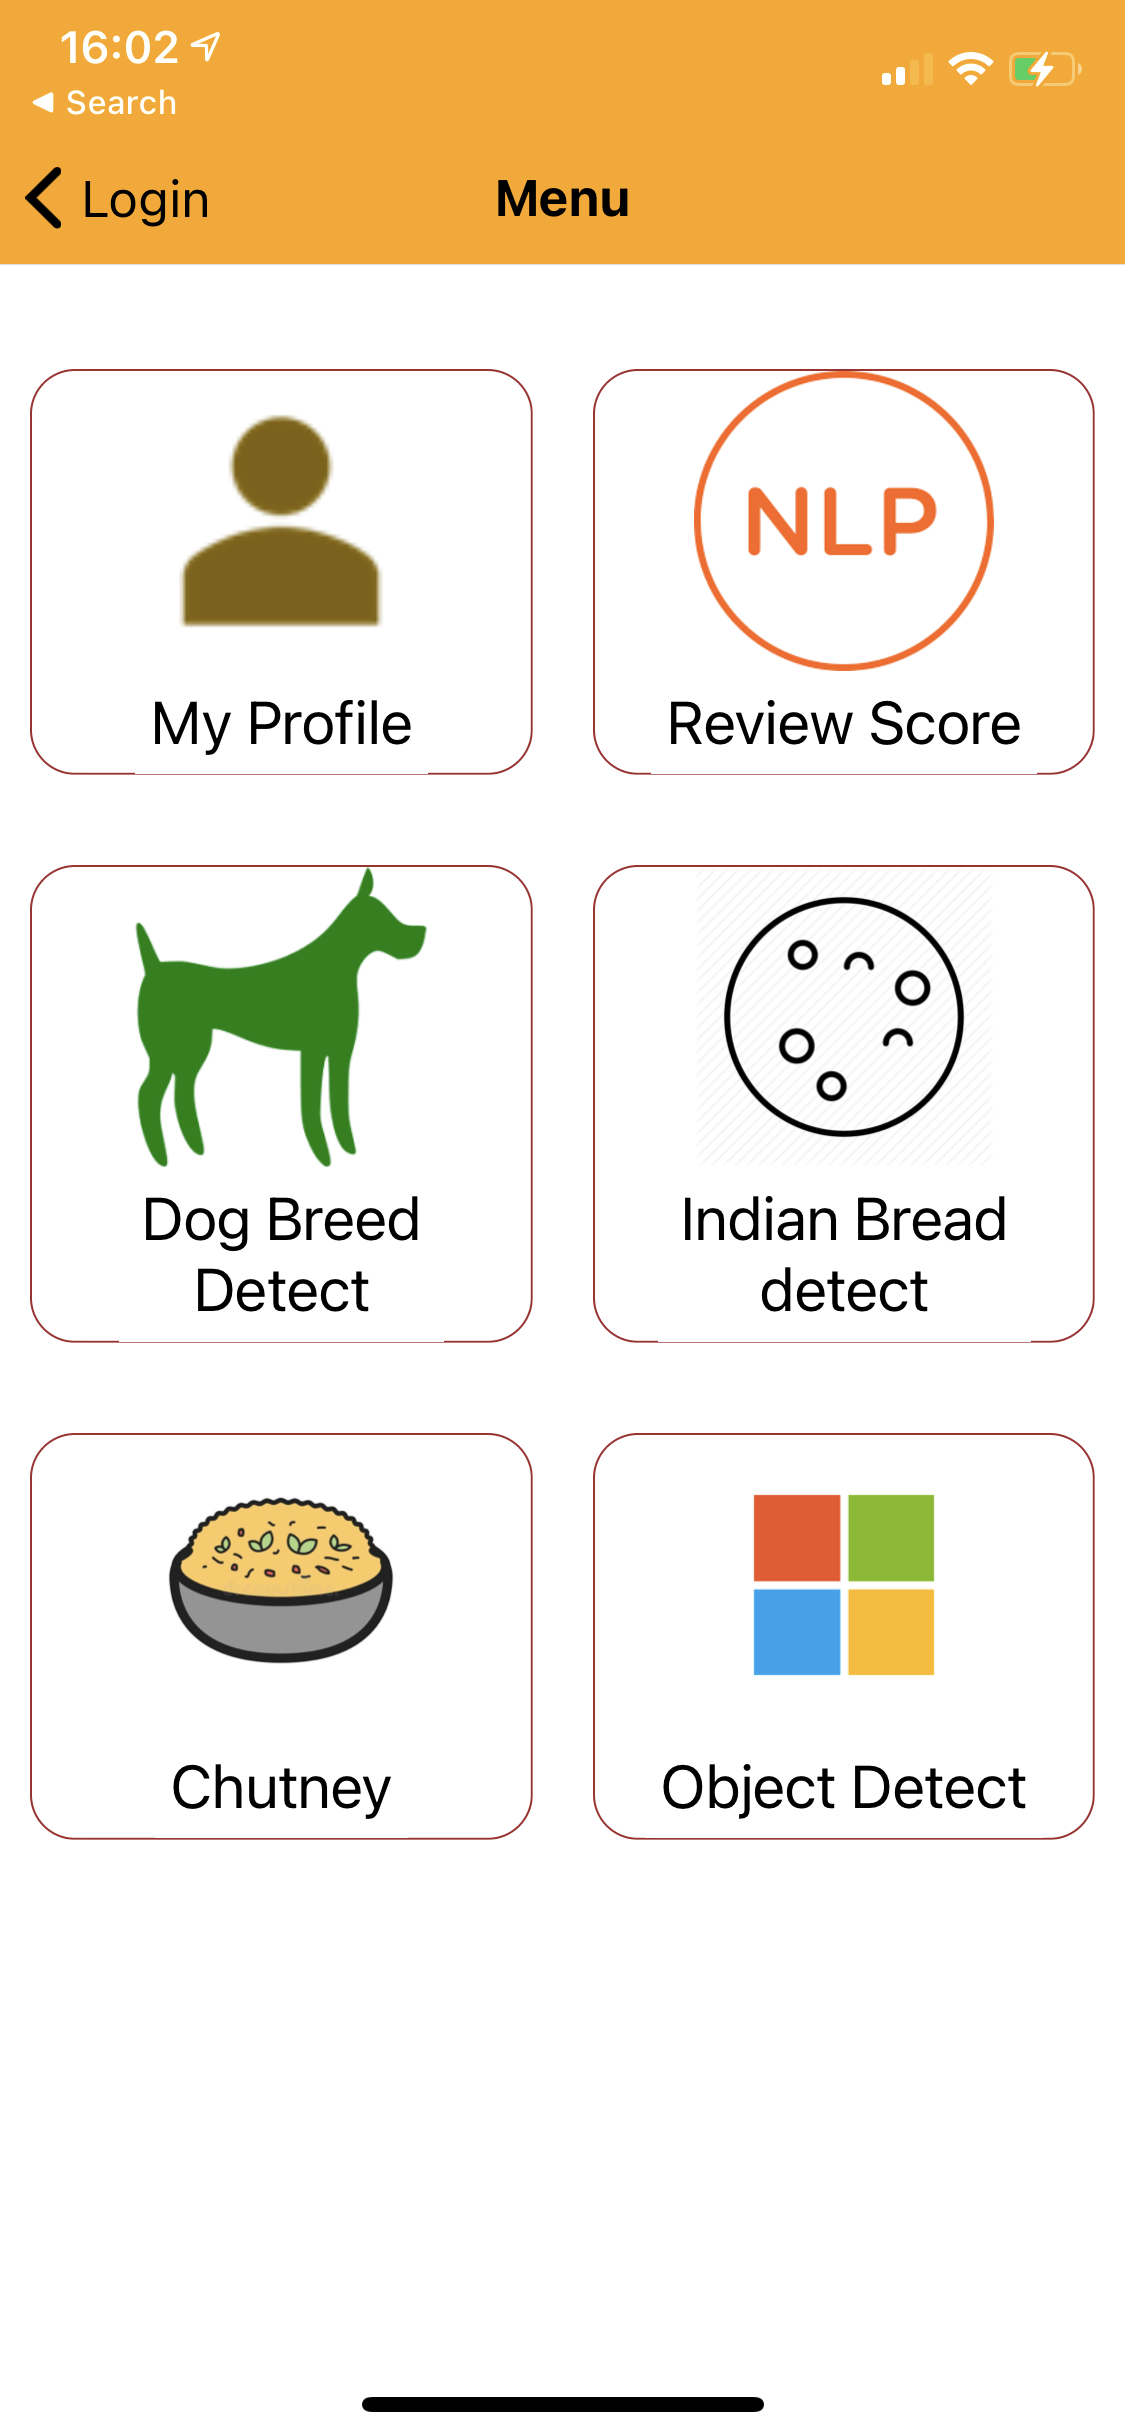 16:02
Search
Login
Menu
NLP
My Profile
Review Score
Dog Breed
Detect
Indian Bread
detect
Chutney
Object Detect